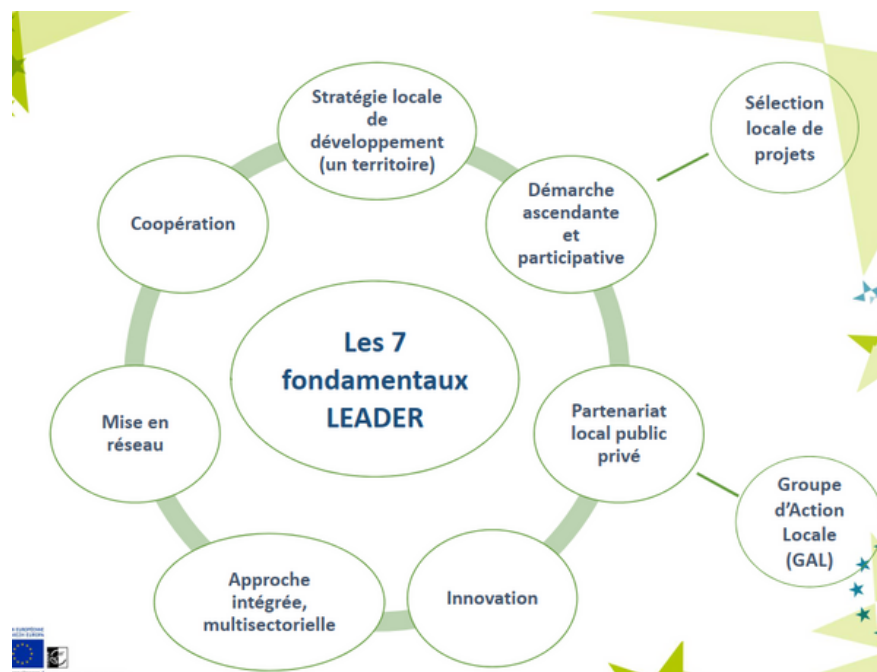 Stratégie locale
de
développement
(un territoire)
Sélection
locale de
projets
Démarche
ascendante
et
participative
Coopération
Les 7
fondamentaux
LEADER
Partenariat
local public
privé
Mise en
réseau
Groupe
d'Action
Locale
(GAL)
Approche
intégrée,
multisectorielle
Innovation